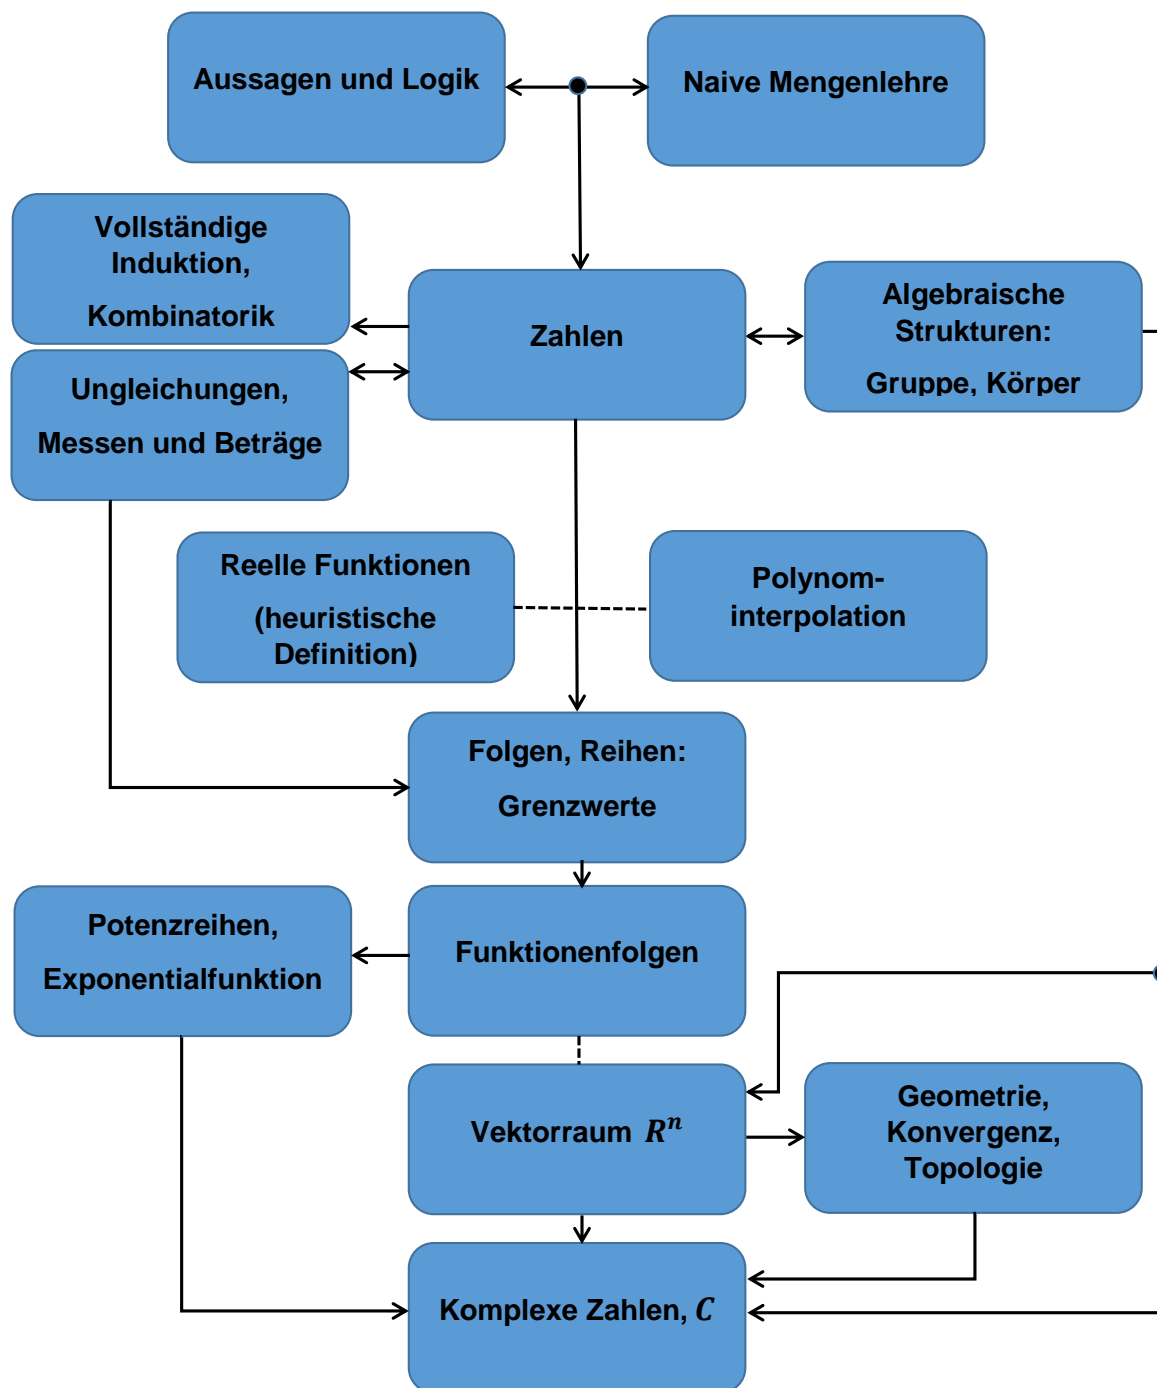 Aussagen und Logik
Naive Mengenlehre
Vollständige
Induktion,
Kombinatorik
Zahlen
Algebraische
Strukturen:
Gruppe, Körper
Ungleichungen,
Messen und Beträge
Reelle Funktionen
(heuristische
Definition)
Polynom-
interpolation
Folgen, Reihen:
Grenzwerte
Potenzreihen,
Exponentialfunktion
Funktionenfolgen
Vektorraum Rⁿ
Geometrie,
Konvergenz,
Topologie
Komplexe Zahlen, C